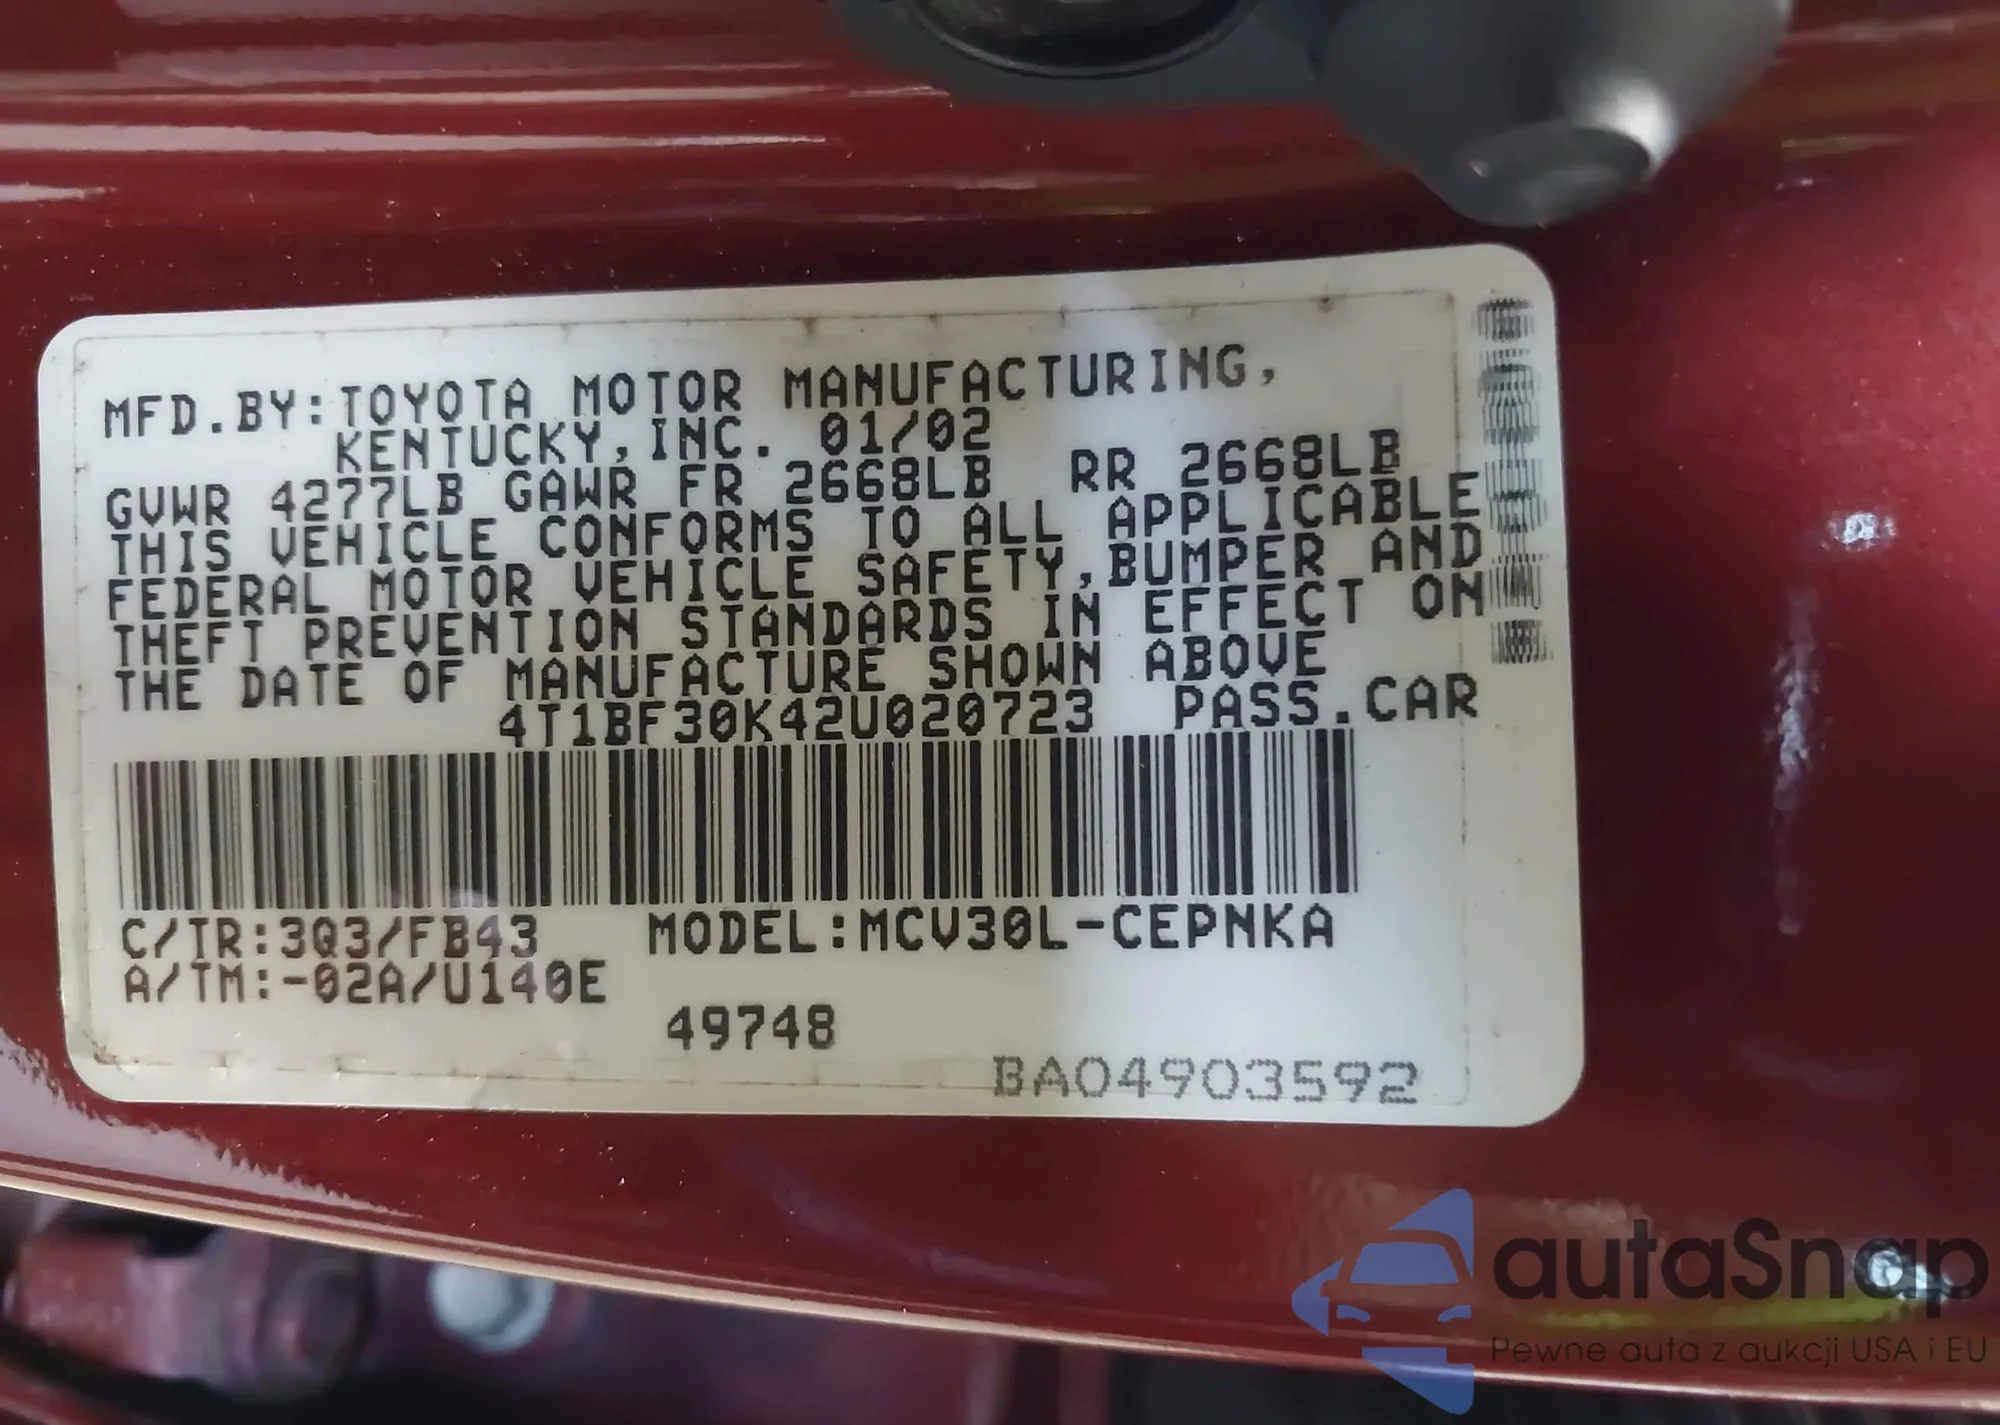 MFD.BY:TOYOTA MOTOR MANUFACTURING,
KENTUCKY,INC. 01/02
GVWR 4277LB GAWR FR 2668LB RR 2668LB
THIS VEHICLE CONFORMS TO ALL APPLICABLE
FEDERAL MOTOR VEHICLE SAFETY,BUMPER AND
THEFT PREVENTION STANDARDS IN EFFECT ON
THE DATE OF MANUFACTURE SHOWN ABOVE
4T1BF30K42U020723 PASS.CAR
C/TR:3Q3/FB43 MODEL:MCV30L-CEPNKA
A/TM:-02A/U140E
49748
BA04903592
autaSnap
Pewne auta z aukcji USA i EU